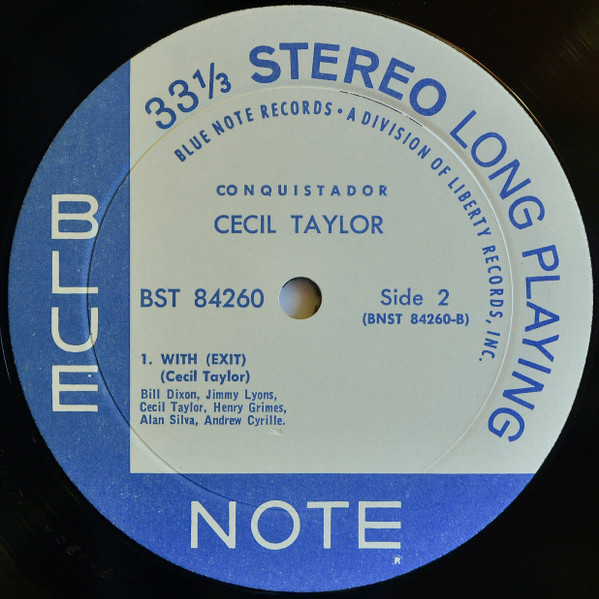 33⅓ STEREO LONG PLAYING
BLUE NOTE RECORDS • A DIVISION OF LIBERTY RECORDS, INC.
CONQUISTADOR
CECIL TAYLOR
BST 84260
Side 2
(BNST 84260-B)
1. WITH (EXIT)
(Cecil Taylor)
Bill Dixon, Jimmy Lyons,
Cecil Taylor, Henry Grimes,
Alan Silva, Andrew Cyrille.
BLUE
NOTE®